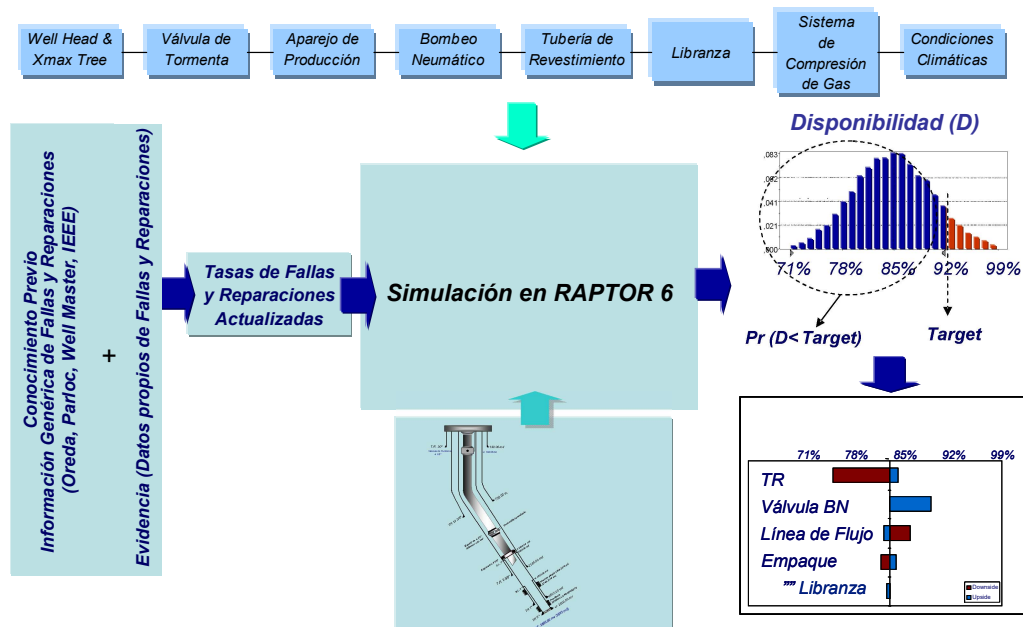 Well Head &
Xmax Tree
Válvula de
Tormenta
Aparejo de
Producción
Bombeo
Neumático
Tubería de
Revestimiento
Libranza
Sistema
de
Compresión
de Gas
Condiciones
Climáticas
Conocimiento Previo
Información Genérica de Fallas y Reparaciones
(Oreda, Parloc, Well Master, IEEE)
+
Evidencia (Datos propios de Fallas y Reparaciones)
Tasas de Fallas
y Reparaciones
Actualizadas
Simulación en RAPTOR 6
Disponibilidad (D)
,083
,062
,041
,021
,000
71% 78% 85% 92% 99%
Pr (D< Target)
Target
71% 78% 85% 92% 99%
TR
Válvula BN
Línea de Flujo
Empaque
"" Libranza
Downside
Upside